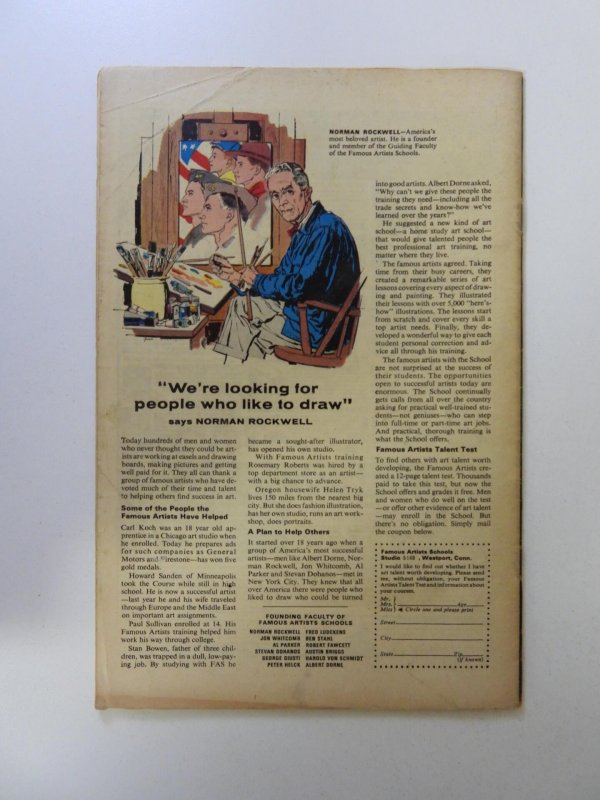 NORMAN ROCKWELL—America's
most beloved artist. He is a founder
and member of the Guiding Faculty
of the Famous Artists Schools.
"We're looking for
people who like to draw"
says NORMAN ROCKWELL
Today hundreds of men and women
who never thought they could be art-
ists are working at easels and drawing
boards, making pictures and getting
well paid for it. They all can thank a
group of famous artists who have de-
voted much of their time and talent
to helping others find success in art.
Some of the People the
Famous Artists Have Helped
Carl Koch was an 18 year old ap-
prentice in a Chicago art studio when
he enrolled. Today he prepares ads
for such companies as General
Motors and Firestone—has won five
gold medals.
Howard Sanden of Minneapolis
took the Course while still in high
school. He is now a successful artist
—last year he and his wife traveled
through Europe and the Middle East
on important art assignments.
Paul Sullivan enrolled at 14. His
Famous Artists training helped him
work his way through college.
Stan Bowen, father of three chil-
dren, was trapped in a dull, low-pay-
ing job. By studying with FAS he
became a sought-after illustrator,
has opened his own studio.
With Famous Artists training
Rosemary Roberts was hired by a
top department store as an artist—
with a big chance to advance.
Oregon housewife Helen Tryk
lives 150 miles from the nearest big
city. But she does fashion illustration,
has her own studio, runs an art work-
shop, does portraits.
A Plan to Help Others
It started over 18 years ago when a
group of America's most successful
artists—men like Albert Dorne, Nor-
man Rockwell, Jon Whitcomb, Al
Parker and Stevan Dohanos—met in
New York City. They knew that all
over America there were people who
liked to draw who could be turned
FOUNDING FACULTY OF
FAMOUS ARTISTS SCHOOLS
NORMAN ROCKWELL FRED LUDEKENS
JON WHITCOMB BEN STAHL
AL PARKER ROBERT FAWCETT
STEVAN DOHANOS AUSTIN BRIGGS
GEORGE GIUSTI HAROLD VON SCHMIDT
PETER HELCK ALBERT DORNE
into good artists. Albert Dorne asked,
"Why can't we give these people the
training they need—including all the
trade secrets and know-how we've
learned over the years?"
He suggested a new kind of art
school—a home study art school—
that would give talented people the
best professional art training, no
matter where they live.
The famous artists agreed. Taking
time from their busy careers, they
created a remarkable series of art
lessons covering every aspect of draw-
ing and painting. They illustrated
their lessons with over 5,000 "here's-
how" illustrations. The lessons start
from scratch and cover every skill a
top artist needs. Finally, they de-
veloped a wonderful way to give each
student personal correction and ad-
vice all through his training.
The famous artists with the School
are not surprised at the success of
their students. The opportunities
open to successful artists today are
enormous. The School continually
gets calls from all over the country
asking for practical well-trained stu-
dents—not geniuses—who can step
into full-time or part-time art jobs.
And practical, thorough training is
what the School offers.
Famous Artists Talent Test
To find others with art talent worth
developing, the Famous Artists cre-
ated a 12-page talent test. Thousands
paid to take this test, but now the
School offers and grades it free. Men
and women who do well on the test
—or offer other evidence of art talent
—may enroll in the School. But
there's no obligation. Simply mail
the coupon below.
Famous Artists Schools
Studio 6148, Westport, Conn.
I would like to find out whether I have
art talent worth developing. Please send
me, without obligation, your Famous
Artists Talent Test and information about
your courses.
Mr.
Mrs. Age
Miss Circle one and please print
Street
City
State Zip
(If known)